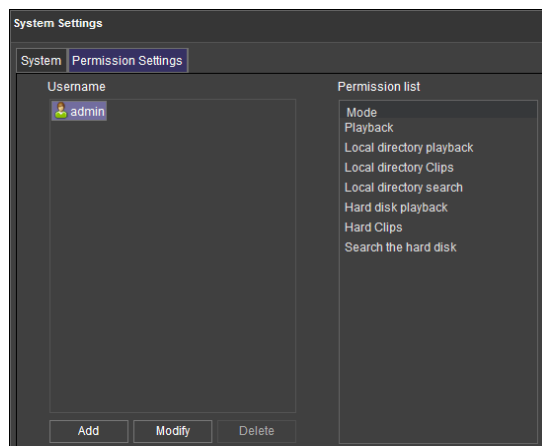 System Settings
System Permission Settings
Username
admin
Add Modify Delete
Permission list
Mode
Playback
Local directory playback
Local directory Clips
Local directory search
Hard disk playback
Hard Clips
Search the hard disk